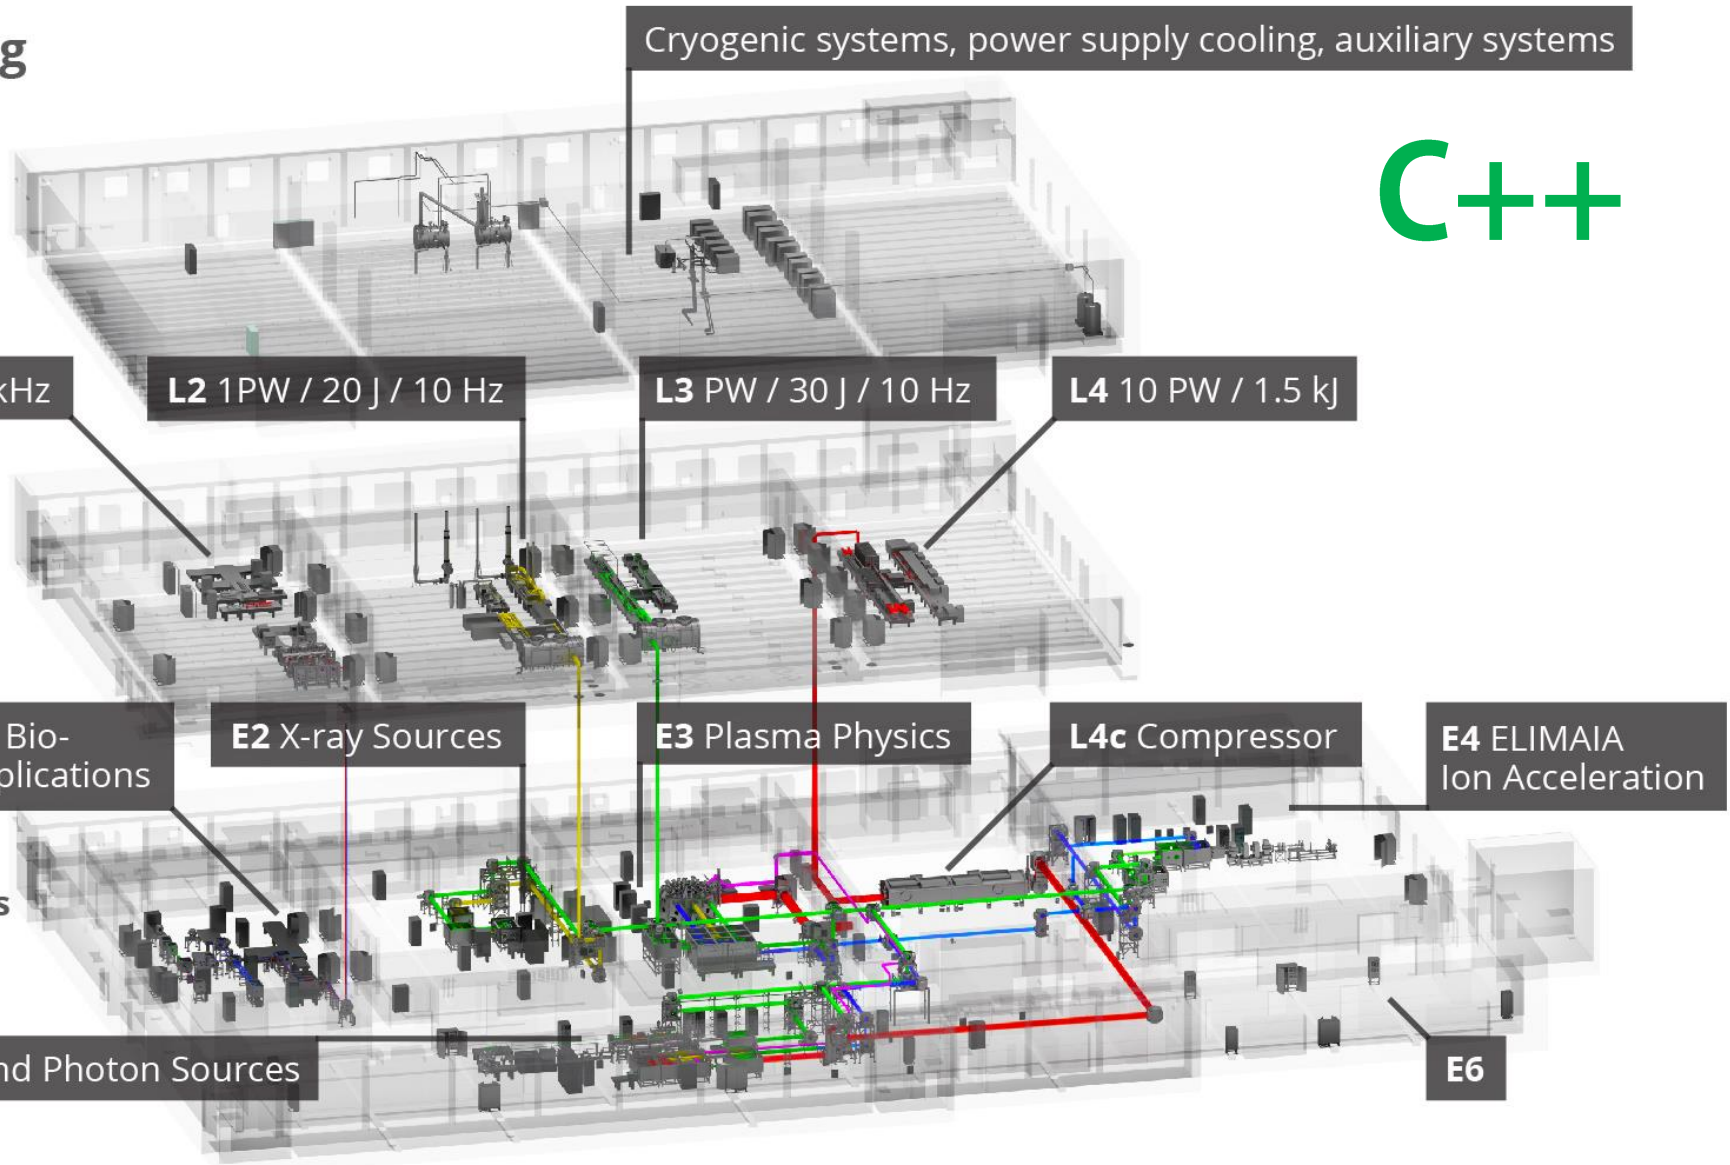 g
Cryogenic systems, power supply cooling, auxiliary systems
C++
kHz
L2 1PW / 20 J / 10 Hz
L3 PW / 30 J / 10 Hz
L4 10 PW / 1.5 kJ
Bio-
plications
E2 X-ray Sources
E3 Plasma Physics
L4c Compressor
E4 ELIMAIA
Ion Acceleration
s
nd Photon Sources
E6